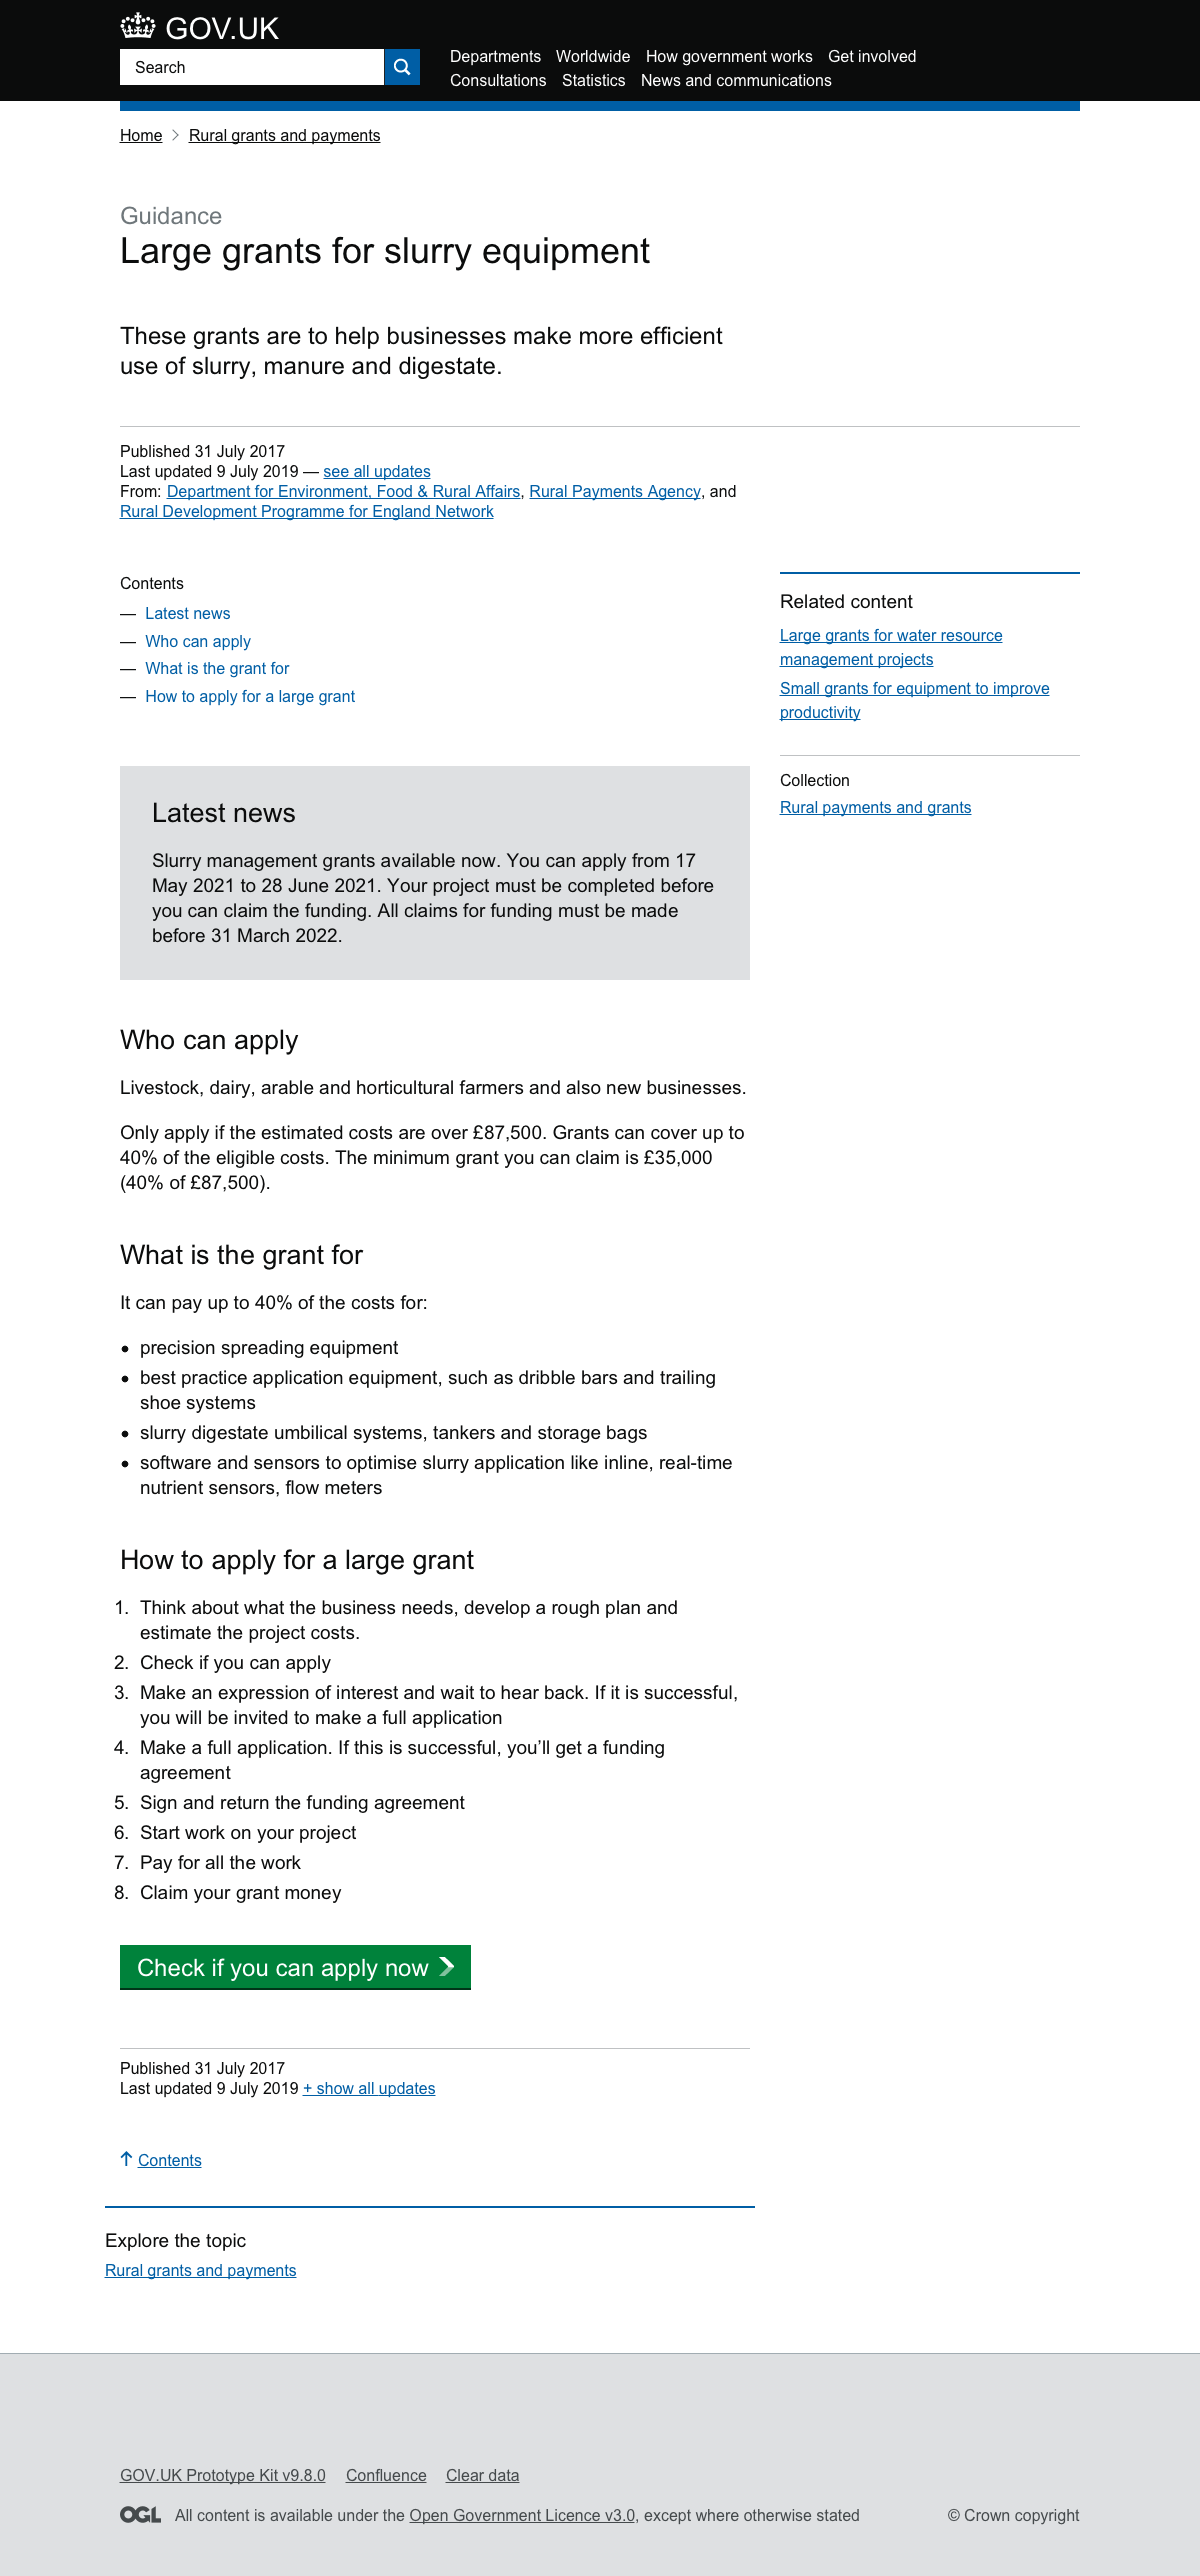 GOV.UK
Search
Departments Worldwide How government works Get involved
Consultations Statistics News and communications
Home Rural grants and payments
Guidance
Large grants for slurry equipment
These grants are to help businesses make more efficient
use of slurry, manure and digestate.
Published 31 July 2017
Last updated 9 July 2019 — see all updates
From: Department for Environment, Food & Rural Affairs, Rural Payments Agency, and
Rural Development Programme for England Network
Contents
— Latest news
— Who can apply
— What is the grant for
— How to apply for a large grant
Related content
Large grants for water resource
management projects
Small grants for equipment to improve
productivity
Collection
Rural payments and grants
Latest news
Slurry management grants available now. You can apply from 17
May 2021 to 28 June 2021. Your project must be completed before
you can claim the funding. All claims for funding must be made
before 31 March 2022.
Who can apply
Livestock, dairy, arable and horticultural farmers and also new businesses.
Only apply if the estimated costs are over £87,500. Grants can cover up to
40% of the eligible costs. The minimum grant you can claim is £35,000
(40% of £87,500).
What is the grant for
It can pay up to 40% of the costs for:
• precision spreading equipment
• best practice application equipment, such as dribble bars and trailing
shoe systems
• slurry digestate umbilical systems, tankers and storage bags
• software and sensors to optimise slurry application like inline, real-time
nutrient sensors, flow meters
How to apply for a large grant
1. Think about what the business needs, develop a rough plan and
estimate the project costs.
2. Check if you can apply
3. Make an expression of interest and wait to hear back. If it is successful,
you will be invited to make a full application
4. Make a full application. If this is successful, you’ll get a funding
agreement
5. Sign and return the funding agreement
6. Start work on your project
7. Pay for all the work
8. Claim your grant money
Check if you can apply now
Published 31 July 2017
Last updated 9 July 2019 + show all updates
↑ Contents
Explore the topic
Rural grants and payments
GOV.UK Prototype Kit v9.8.0 Confluence Clear data
OGL All content is available under the Open Government Licence v3.0, except where otherwise stated © Crown copyright